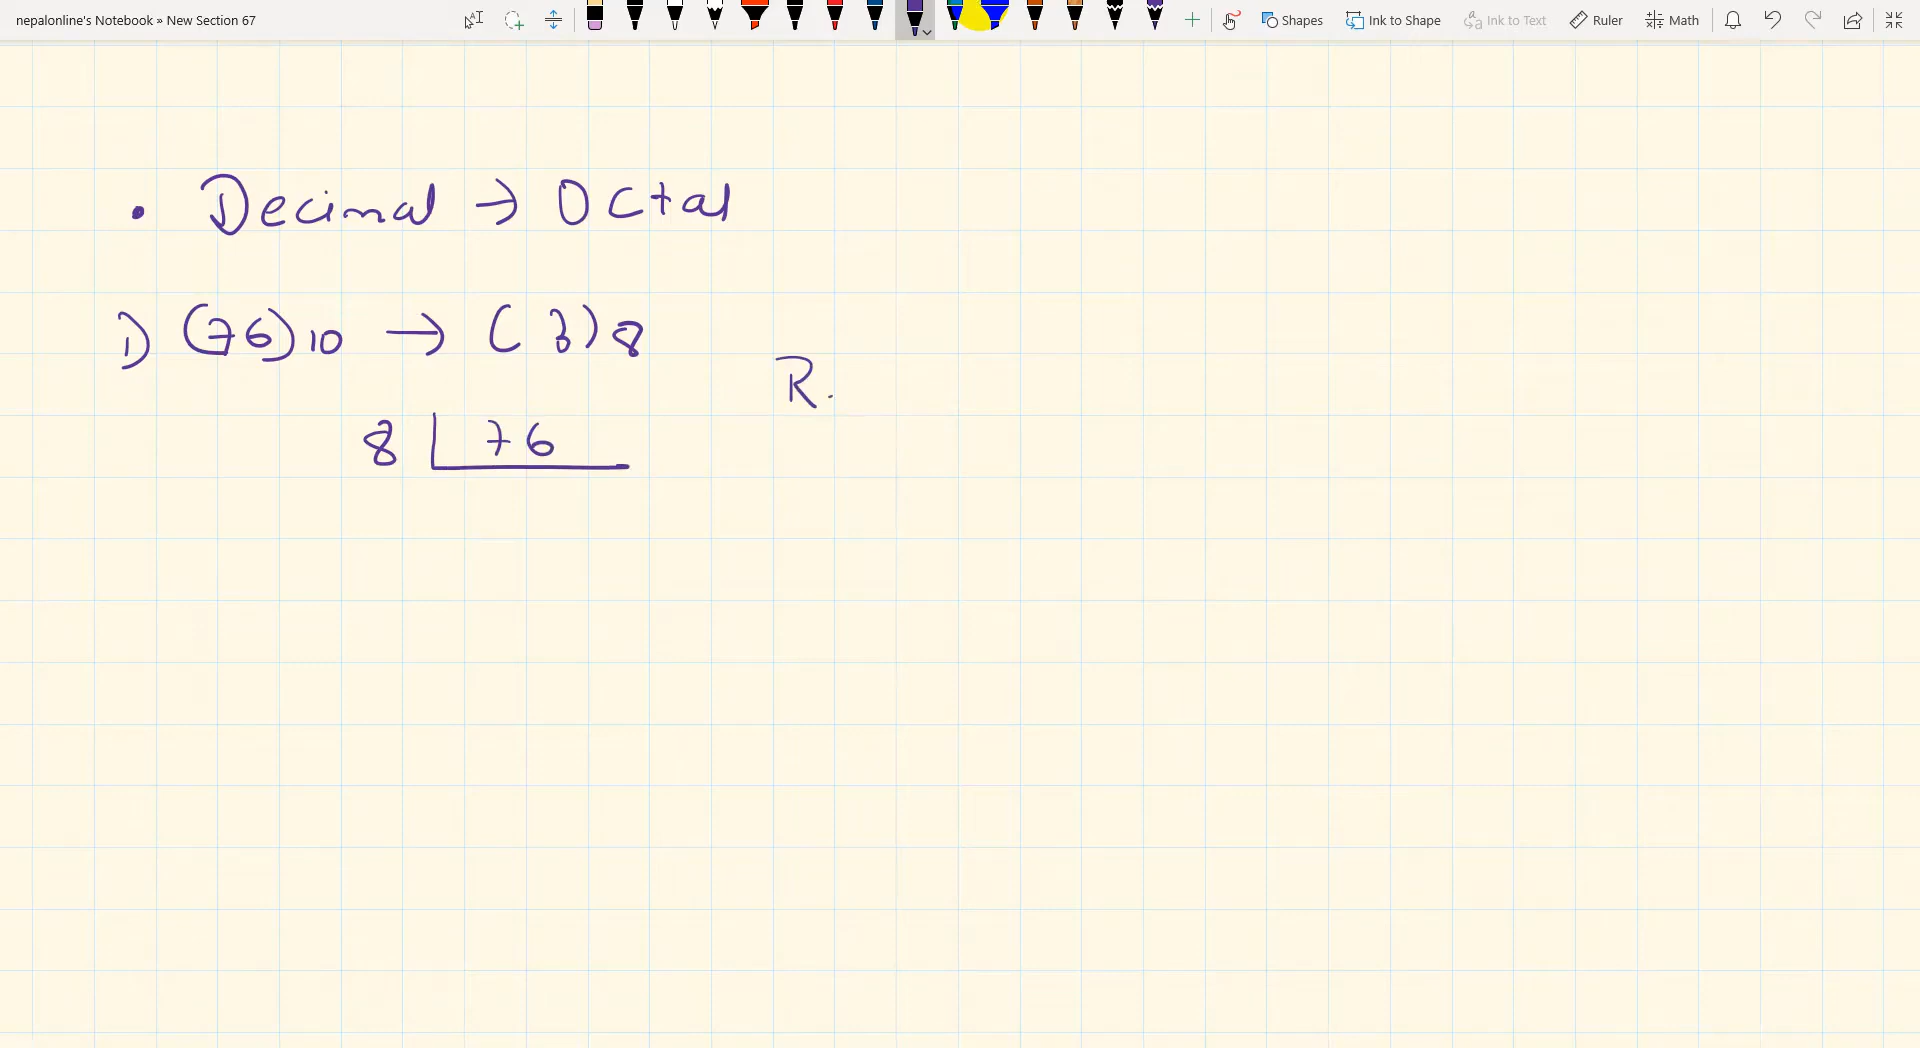 nepalonline's Notebook » New Section 67
Shapes
Ink to Shape
Ink to Text
Ruler
Math
• Decimal → Octal
1) (76)10 → ( ? )8
R.
8 | 76